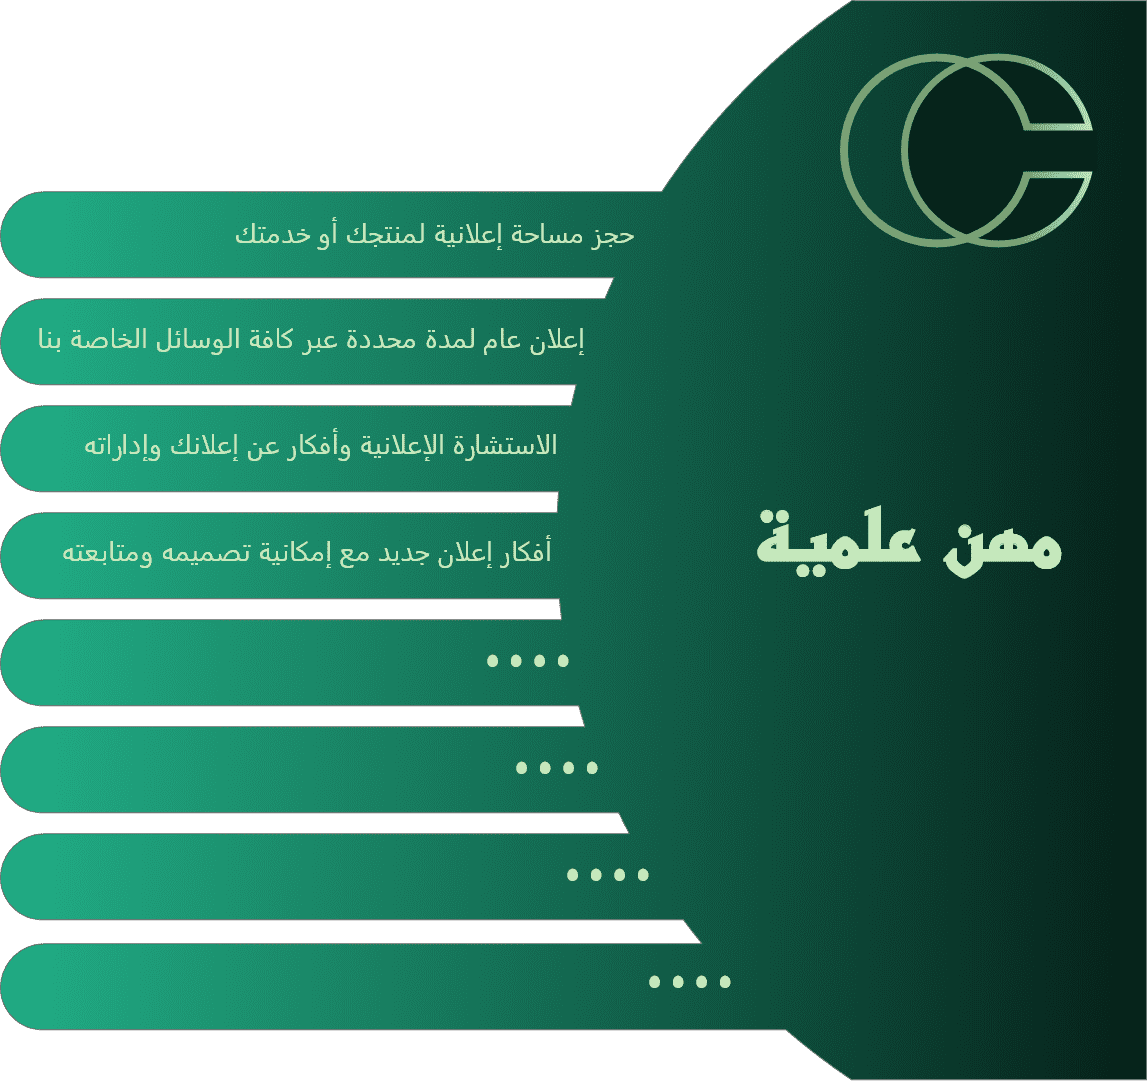 حجز مساحة إعلانية لمنتجك أو خدمتك
إعلان عام لمدة محددة عبر كافة الوسائل الخاصة بنا
الاستشارة الإعلانية وأفكار عن إعلانك وإداراته
أفكار إعلان جديد مع إمكانية تصميمه ومتابعته
مهن علمية
....
....
....
....